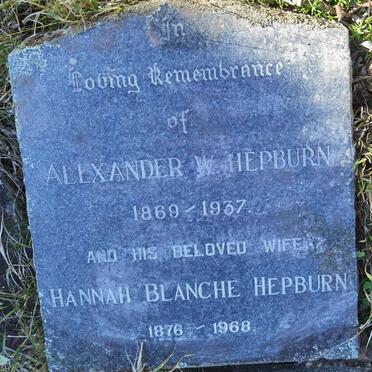 In
Loving Remembrance
of
ALEXANDER W. HEPBURN
1869-1937.
AND HIS BELOVED WIFE
HANNAH BLANCHE HEPBURN
1876-1968.